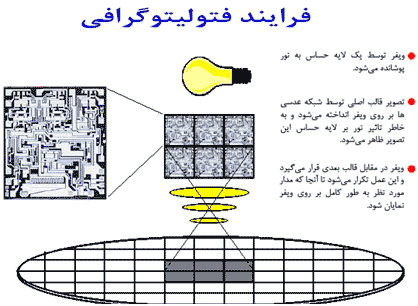 فرایند فتولیتوگرافی
ویفر توسط یک لایه حساس به نور
پوشانده می‌شود.
تصویر قالب اصلی توسط شبکه عدسی
ها بر روی ویفر انداخته می‌شود و به
خاطر تاثیر نور بر لایه حساس این
تصویر ظاهر می‌شود.
ویفر در مقابل قالب بعدی قرار می‌گیرد
و این عمل تکرار می‌شود تا آنجا که مدار
مورد نظر به طور کامل بر روی ویفر
نمایان شود.